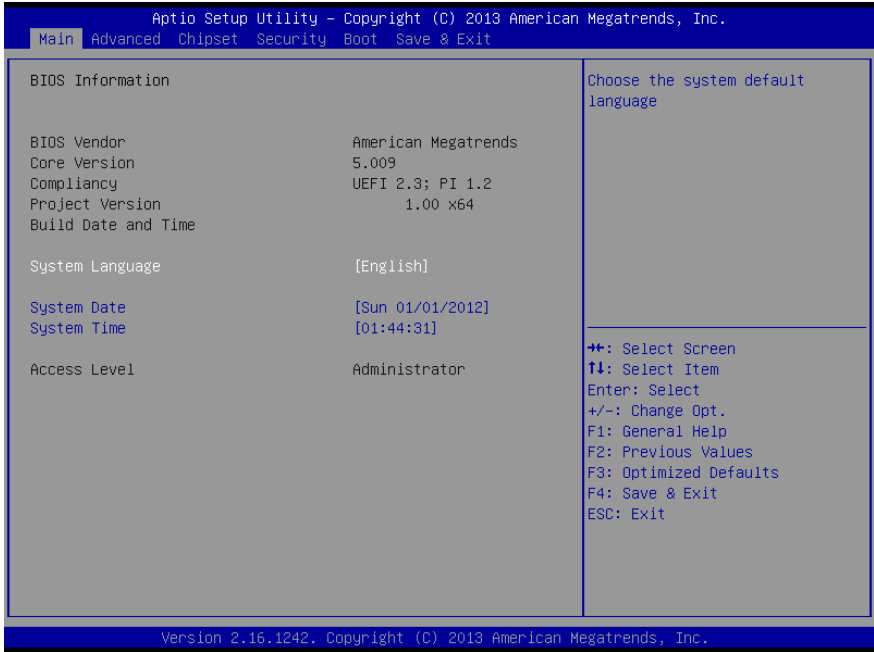 Aptio Setup Utility – Copyright (C) 2013 American Megatrends, Inc.
Main Advanced Chipset Security Boot Save & Exit
BIOS Information
BIOS Vendor American Megatrends
Core Version 5.009
Compliancy UEFI 2.3; PI 1.2
Project Version 1.00 x64
Build Date and Time
System Language [English]
System Date [Sun 01/01/2012]
System Time [01:44:31]
Access Level Administrator
Choose the system default
language
→←: Select Screen
↑↓: Select Item
Enter: Select
+/-: Change Opt.
F1: General Help
F2: Previous Values
F3: Optimized Defaults
F4: Save & Exit
ESC: Exit
Version 2.16.1242. Copyright (C) 2013 American Megatrends, Inc.